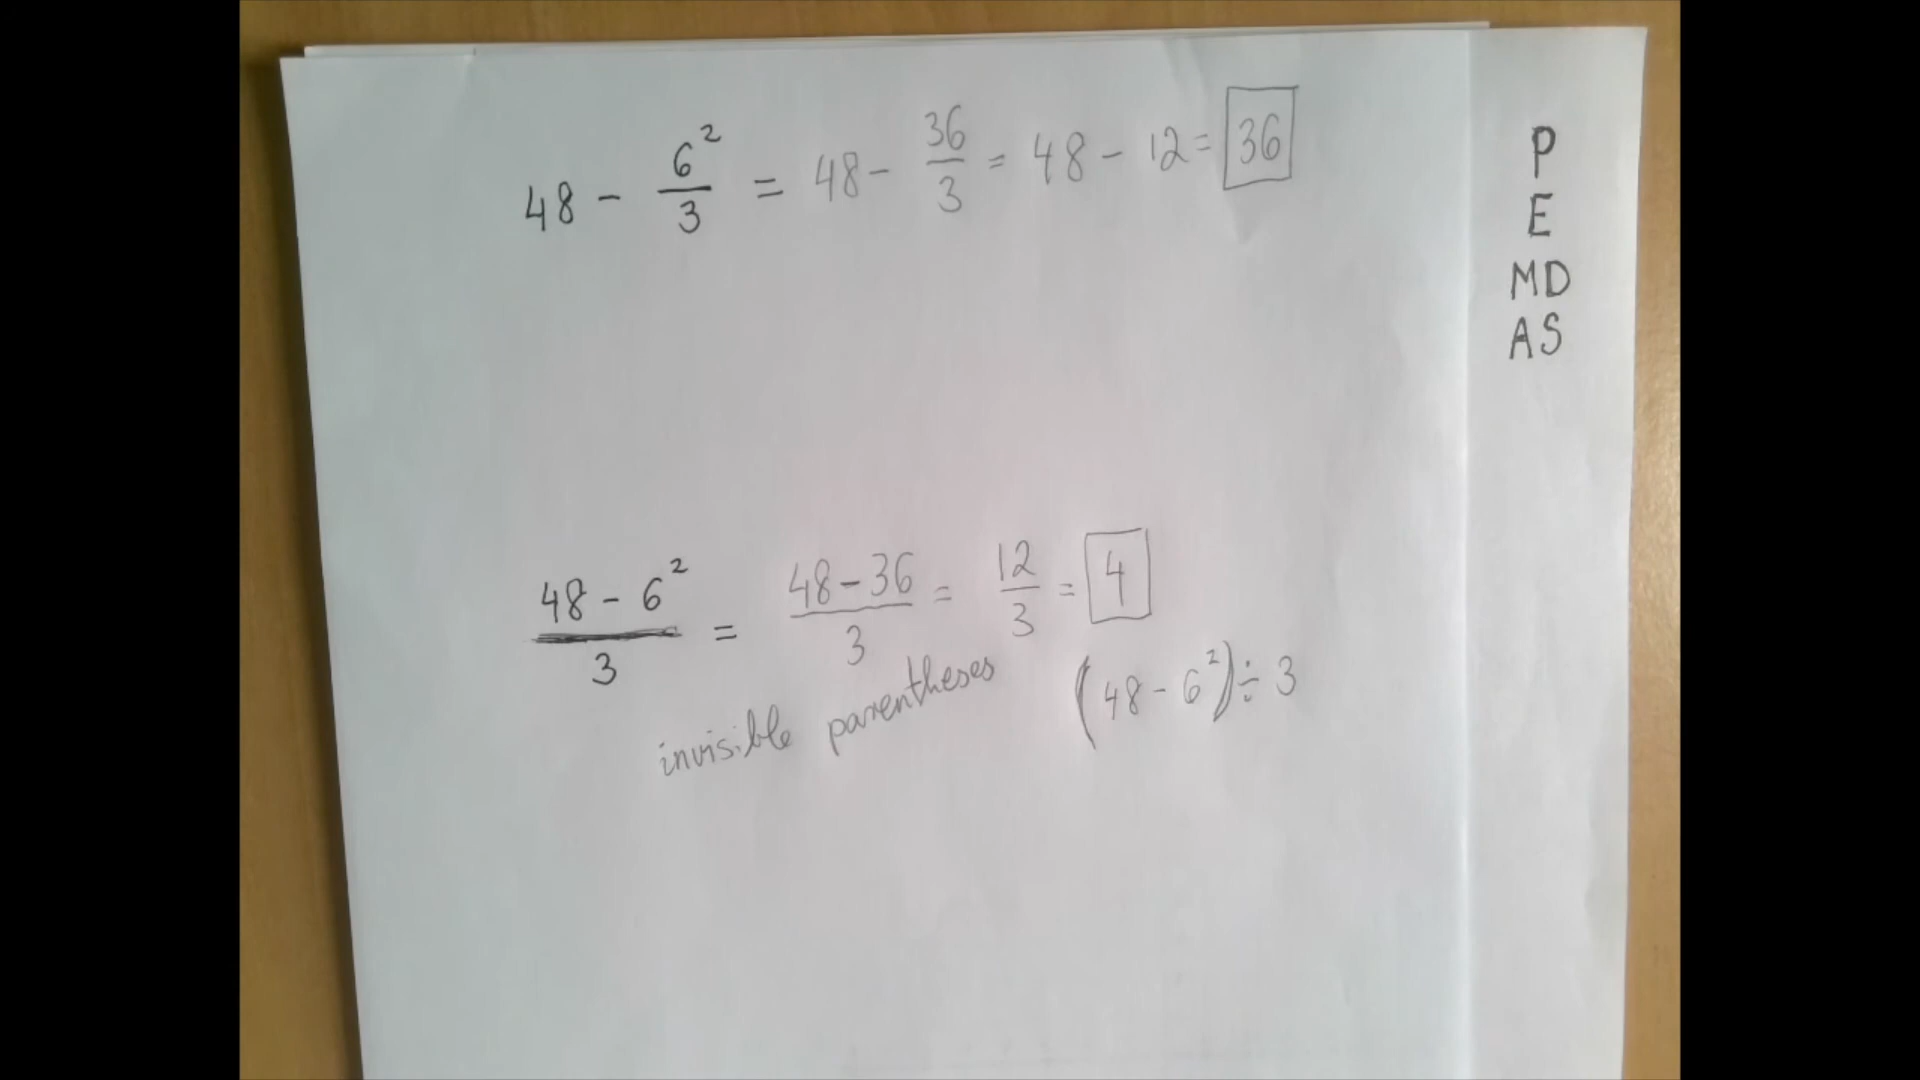 48 - 6²/3 = 48 - 36/3 = 48 - 12 = 36
(48 - 6²)/3 = (48 - 36)/3 = 12/3 = 4
invisible parentheses (48 - 6²) ÷ 3
P
E
MD
AS